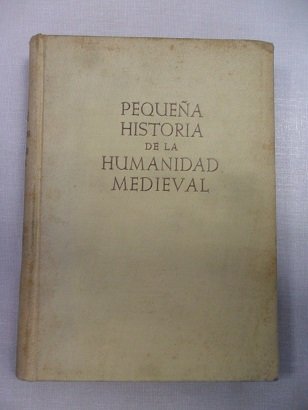 PEQUEÑA
HISTORIA
DE LA
HUMANIDAD
MEDIEVAL